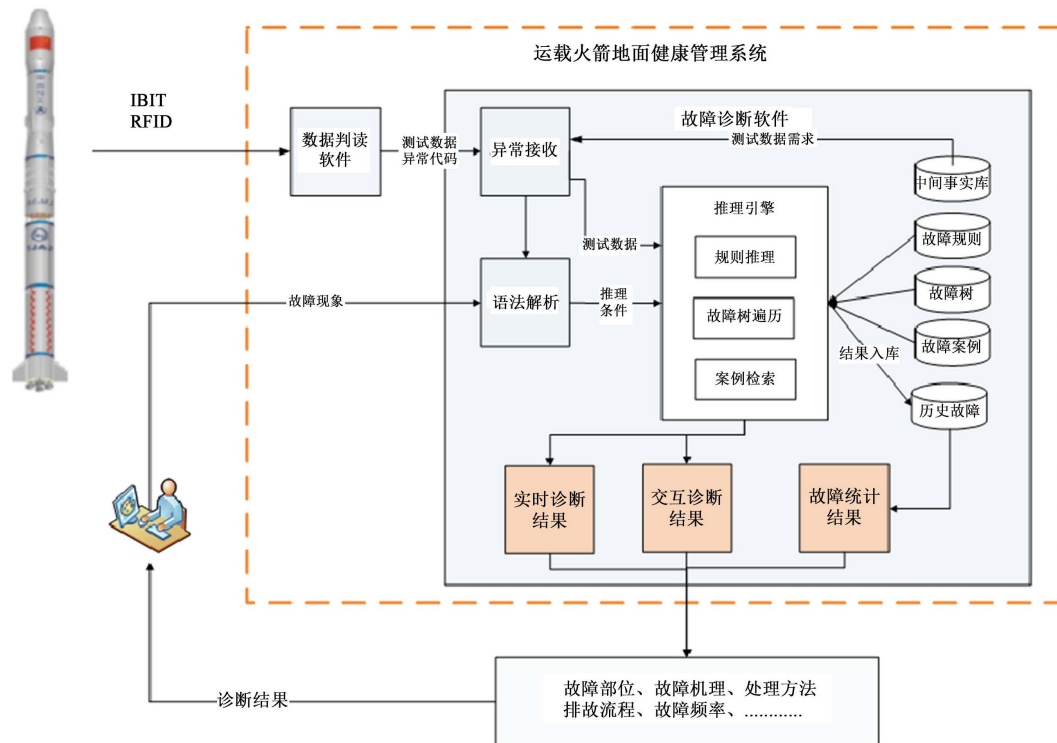 运载火箭地面健康管理系统
IBIT
RFID
数据判读
软件
测试数据
异常代码
异常接收
故障诊断软件
测试数据需求
中间事实库
推理引擎
测试数据
规则推理
故障规则
故障现象
语法解析
推理
条件
故障树遍历
故障树
案例检索
结果入库
故障案例
历史故障
实时诊断
结果
交互诊断
结果
故障统计
结果
诊断结果
故障部位、故障机理、处理方法
排故流程、故障频率、............